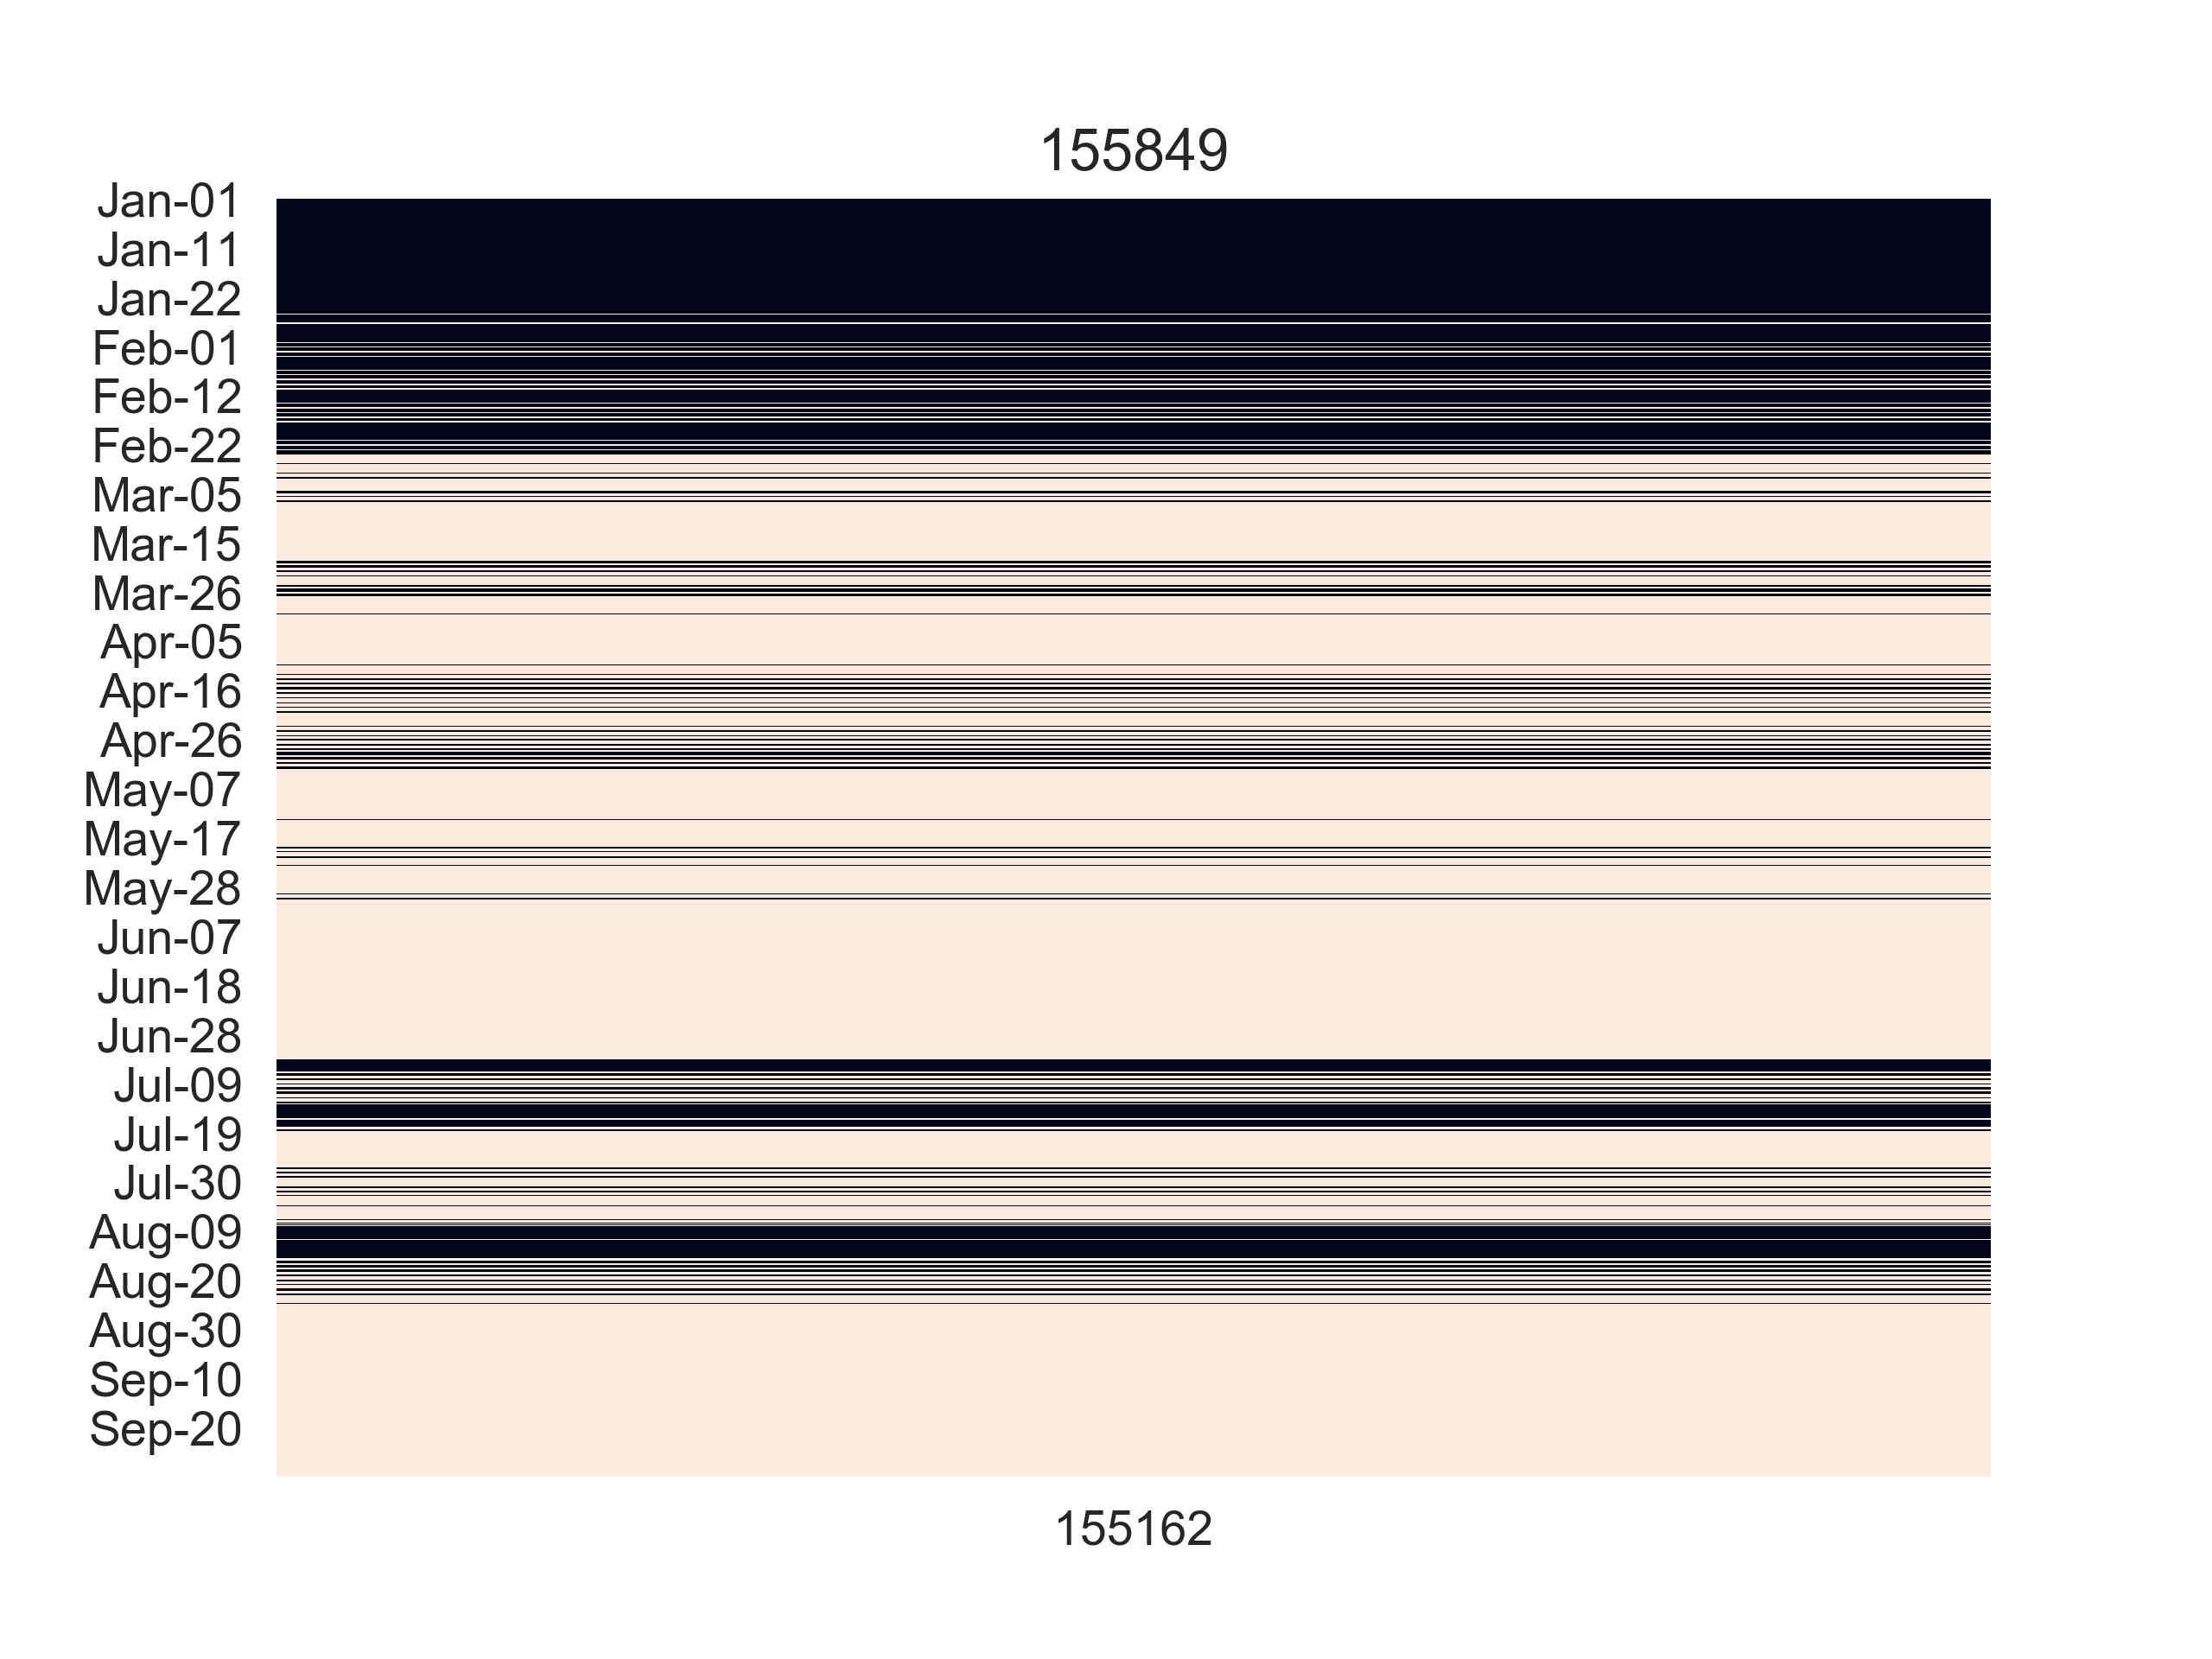 155849
Jan-01
Jan-11
Jan-22
Feb-01
Feb-12
Feb-22
Mar-05
Mar-15
Mar-26
Apr-05
Apr-16
Apr-26
May-07
May-17
May-28
Jun-07
Jun-18
Jun-28
Jul-09
Jul-19
Jul-30
Aug-09
Aug-20
Aug-30
Sep-10
Sep-20
155162